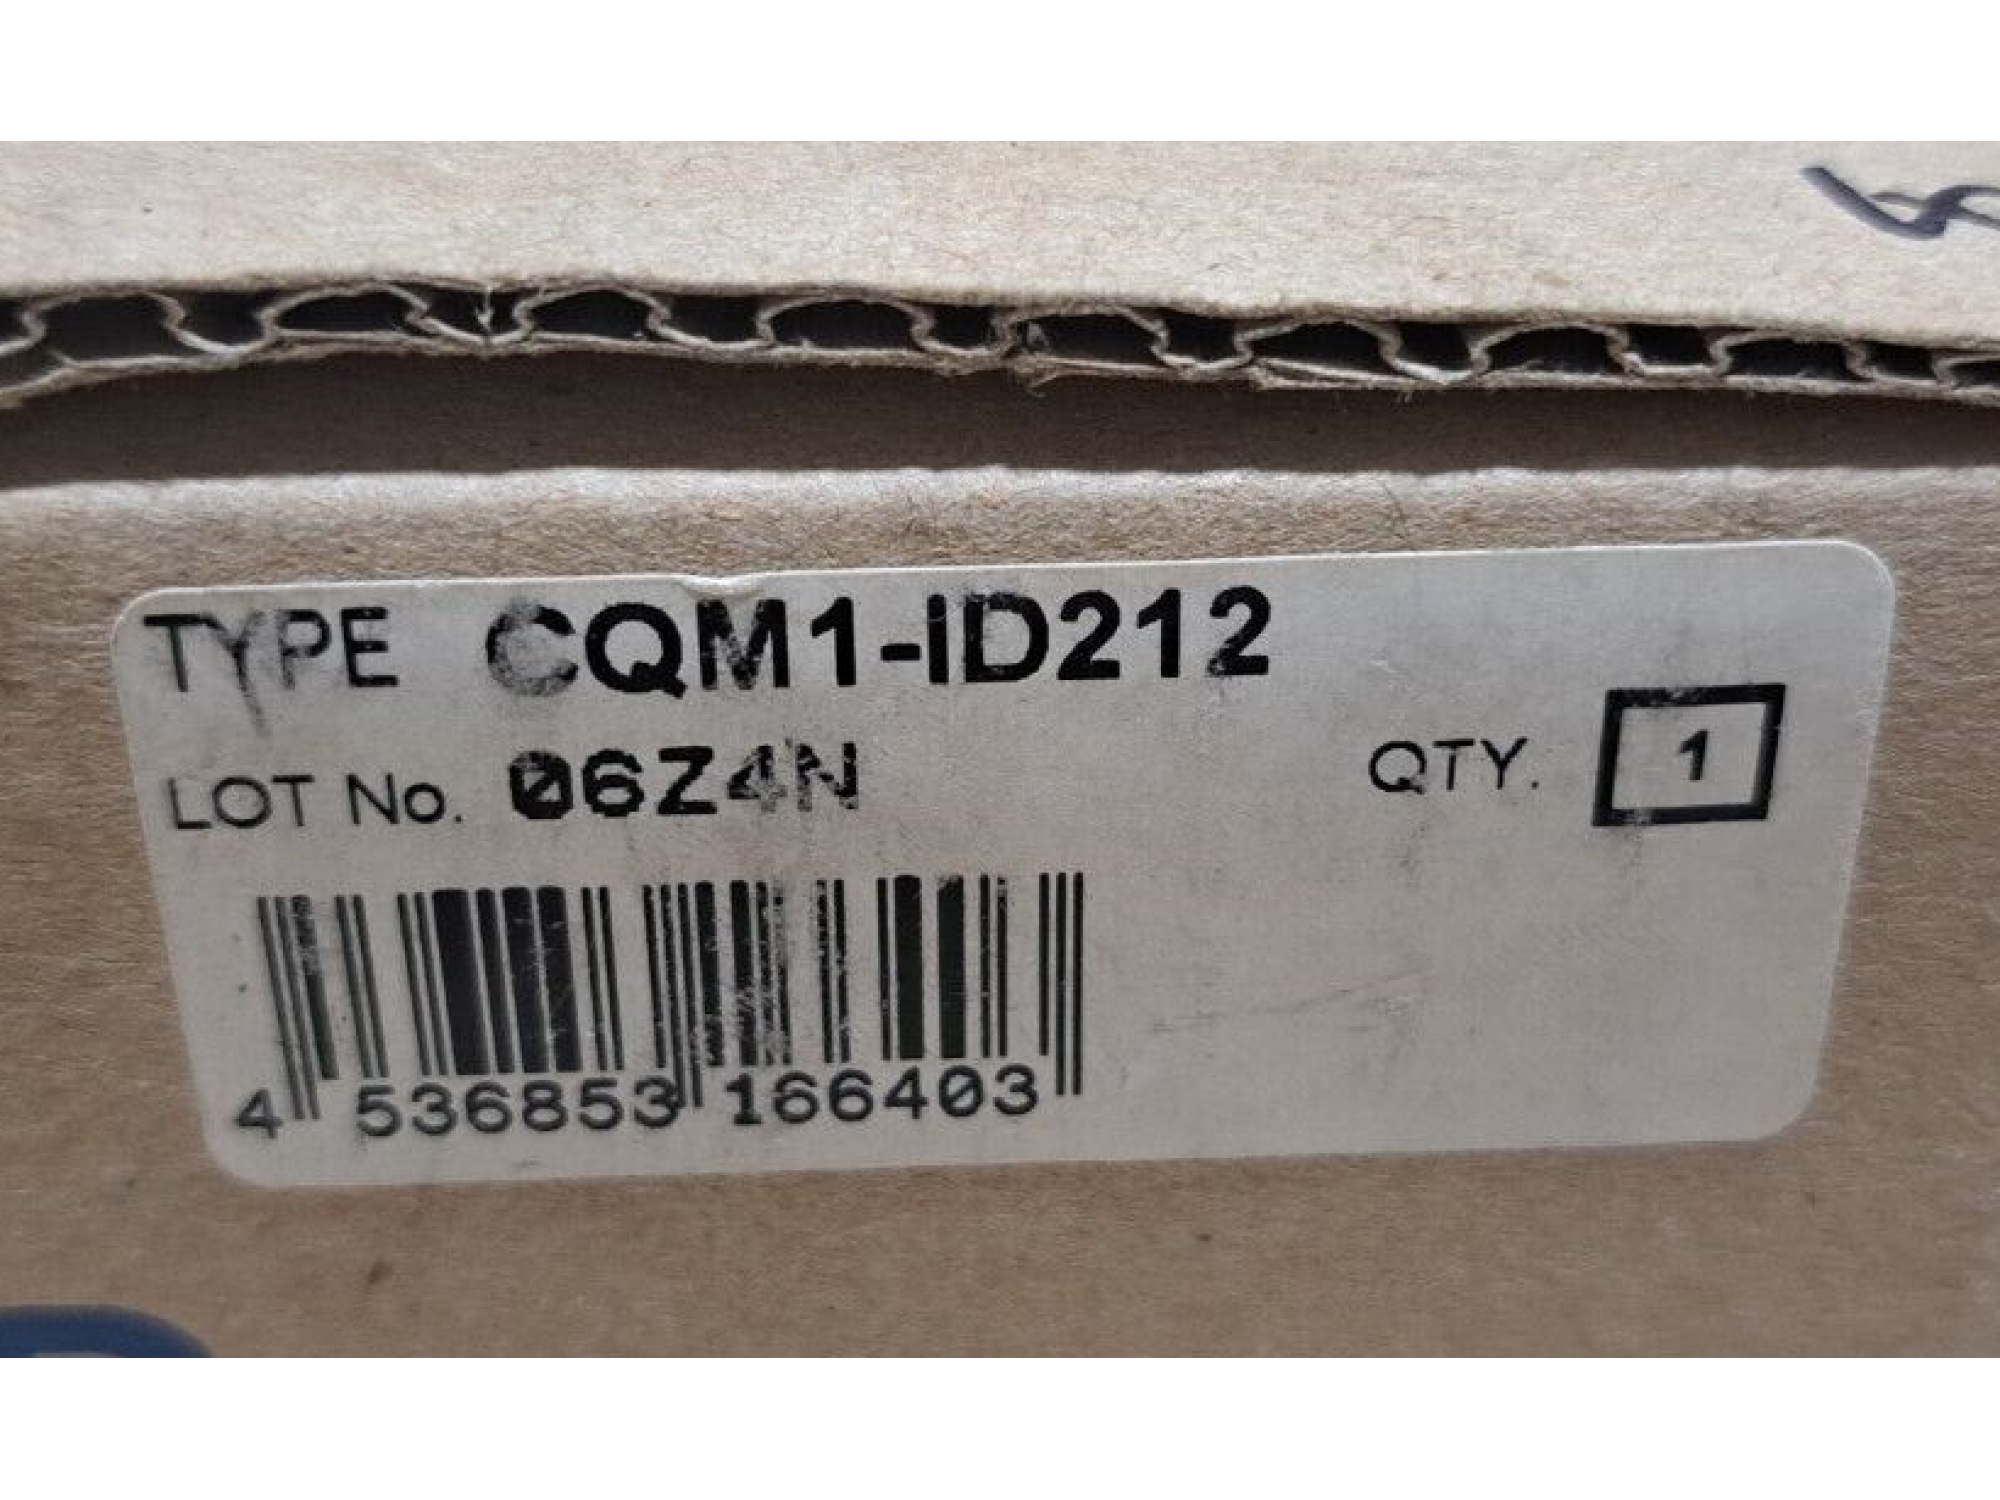 TYPE CQM1-ID212
LOT No. 06Z4N QTY. 1
4 536853 166403